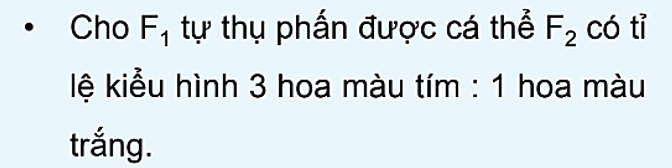 • Cho F₁ tự thụ phấn được cá thể F₂ có tỉ
lệ kiểu hình 3 hoa màu tím : 1 hoa màu
trắng.